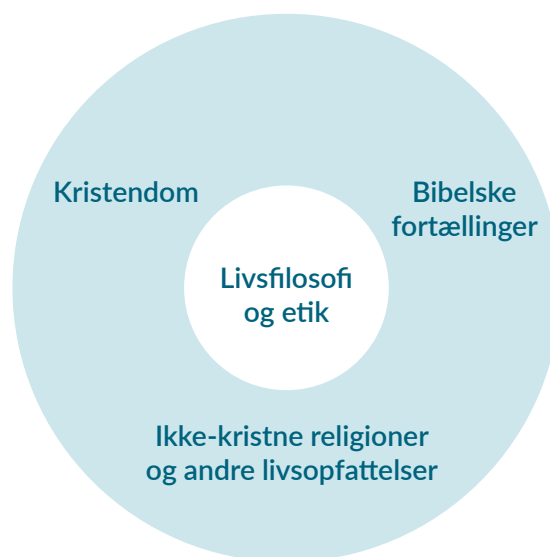 Kristendom
Bibelske
fortællinger
Livsfilosofi
og etik
Ikke-kristne religioner
og andre livsopfattelser